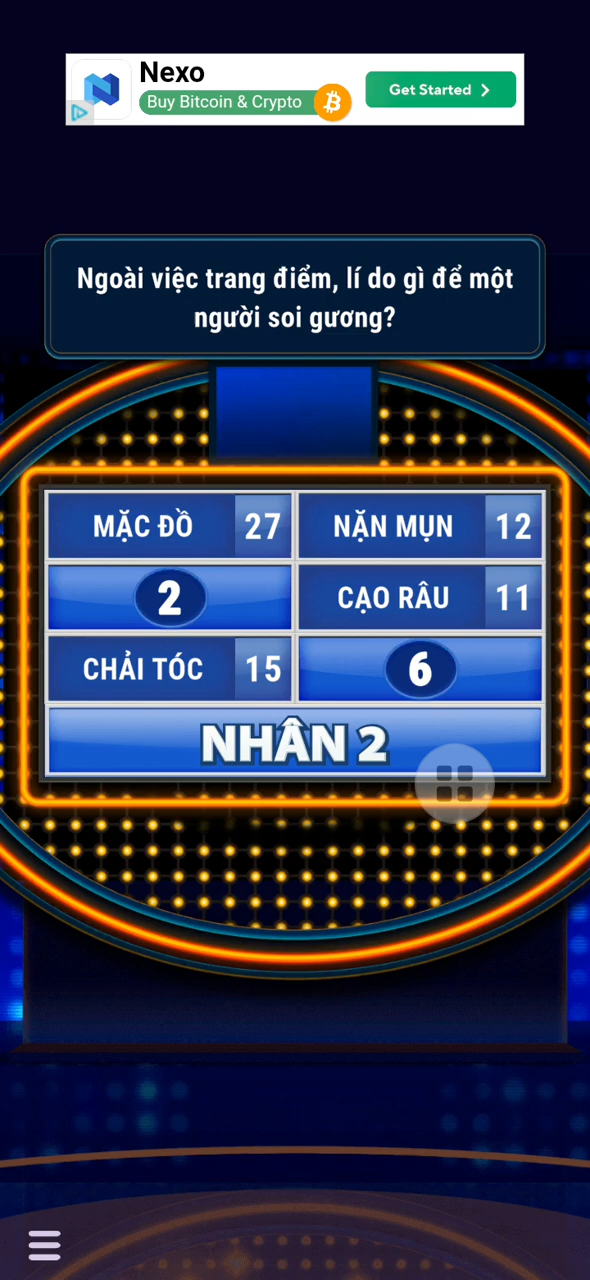 Nexo
Buy Bitcoin & Crypto
Get Started
Ngoài việc trang điểm, lí do gì để một
người soi gương?
MẶC ĐỒ 27
2
CHẢI TÓC 15
NẶN MỤN 12
CẠO RÂU 11
6
NHÂN 2